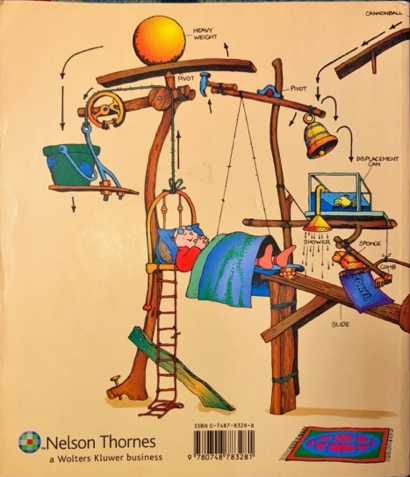 CANNONBALL
HEAVY
WEIGHT
PIVOT
PIVOT
DISPLACEMENT
CAN
SHOWER
SPONGE
COMB
SLIDE
ISBN 0-7487-8328-8
9 780748 783281
Nelson Thornes
a Wolters Kluwer business